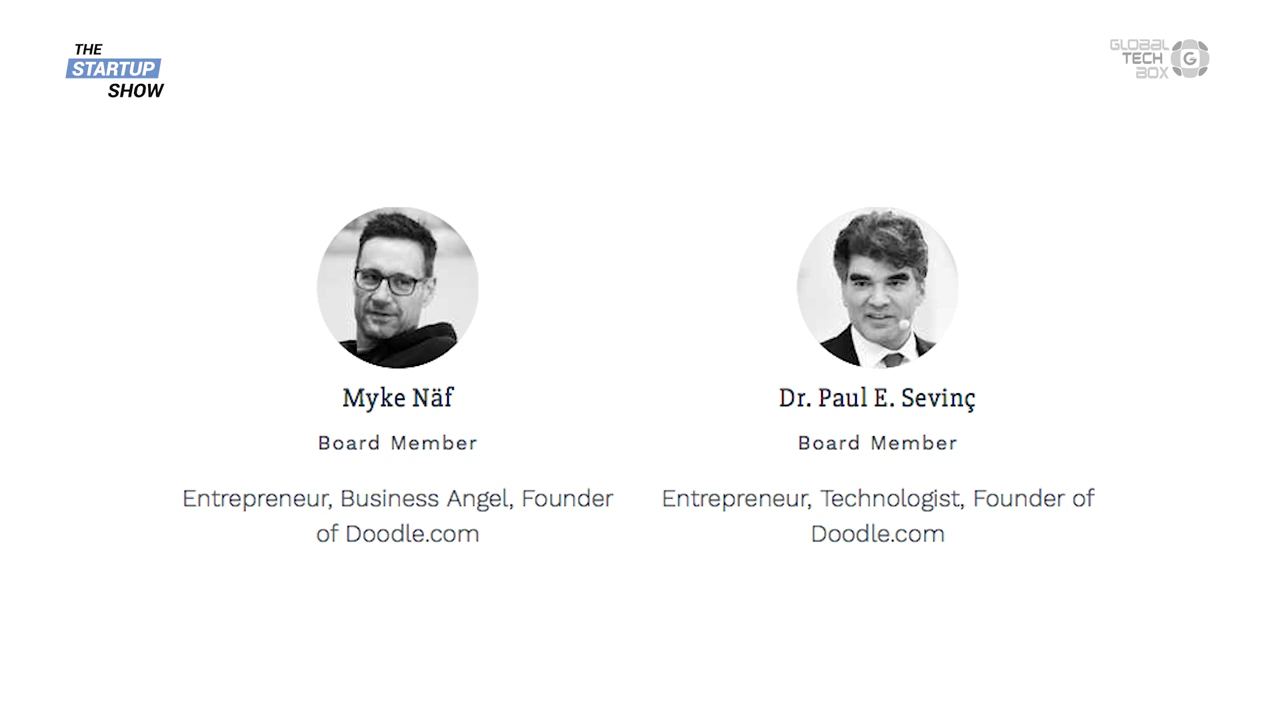 THE
STARTUP
SHOW
GLOBAL
TECH
BOX
G
Myke Näf
Board Member
Entrepreneur, Business Angel, Founder
of Doodle.com
Dr. Paul E. Sevinç
Board Member
Entrepreneur, Technologist, Founder of
Doodle.com